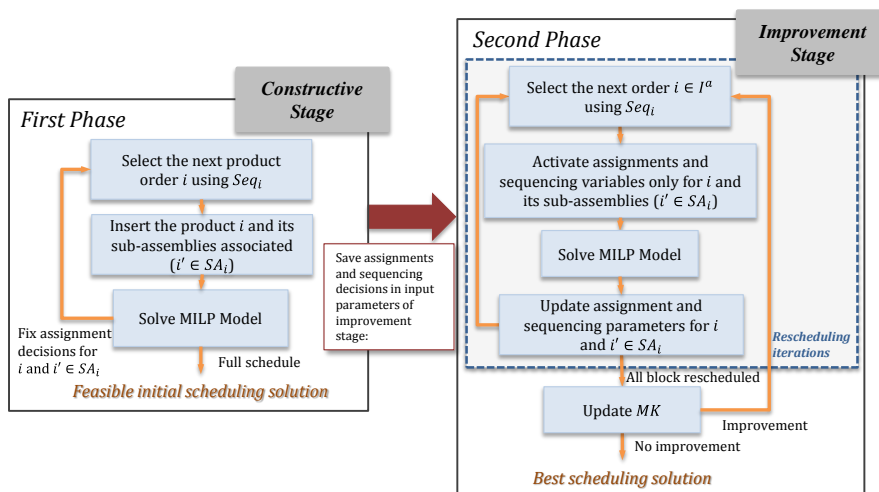 Constructive
Stage
First Phase
Select the next product
order i using Seqᵢ
Insert the product i and its
sub-assemblies associated
(i′ ∈ SAᵢ)
Solve MILP Model
Fix assignment
decisions for
i and i′ ∈ SAᵢ
Full schedule
Feasible initial scheduling solution
Save assignments
and sequencing
decisions in input
parameters of
improvement
stage:
Improvement
Stage
Second Phase
Select the next order i ∈ Iᵃ
using Seqᵢ
Activate assignments and
sequencing variables only for i and
its sub-assemblies (i′ ∈ SAᵢ)
Solve MILP Model
Update assignment and
sequencing parameters for i
and i′ ∈ SAᵢ
Rescheduling
iterations
All block rescheduled
Update MK
Improvement
No improvement
Best scheduling solution